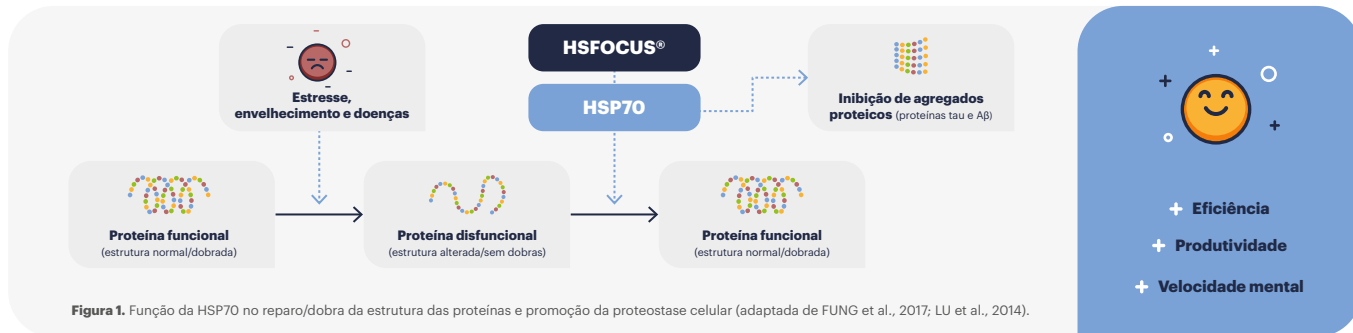 Estresse,
envelhecimento e doenças
HSFOCUS®
HSP70
Inibição de agregados
proteicos (proteínas tau e Aβ)
Proteína funcional
(estrutura normal/dobrada)
Proteína disfuncional
(estrutura alterada/sem dobras)
Proteína funcional
(estrutura normal/dobrada)
Figura 1. Função da HSP70 no reparo/dobra da estrutura das proteínas e promoção da proteostase celular (adaptada de FUNG et al., 2017; LU et al., 2014).
+ Eficiência
+ Produtividade
+ Velocidade mental